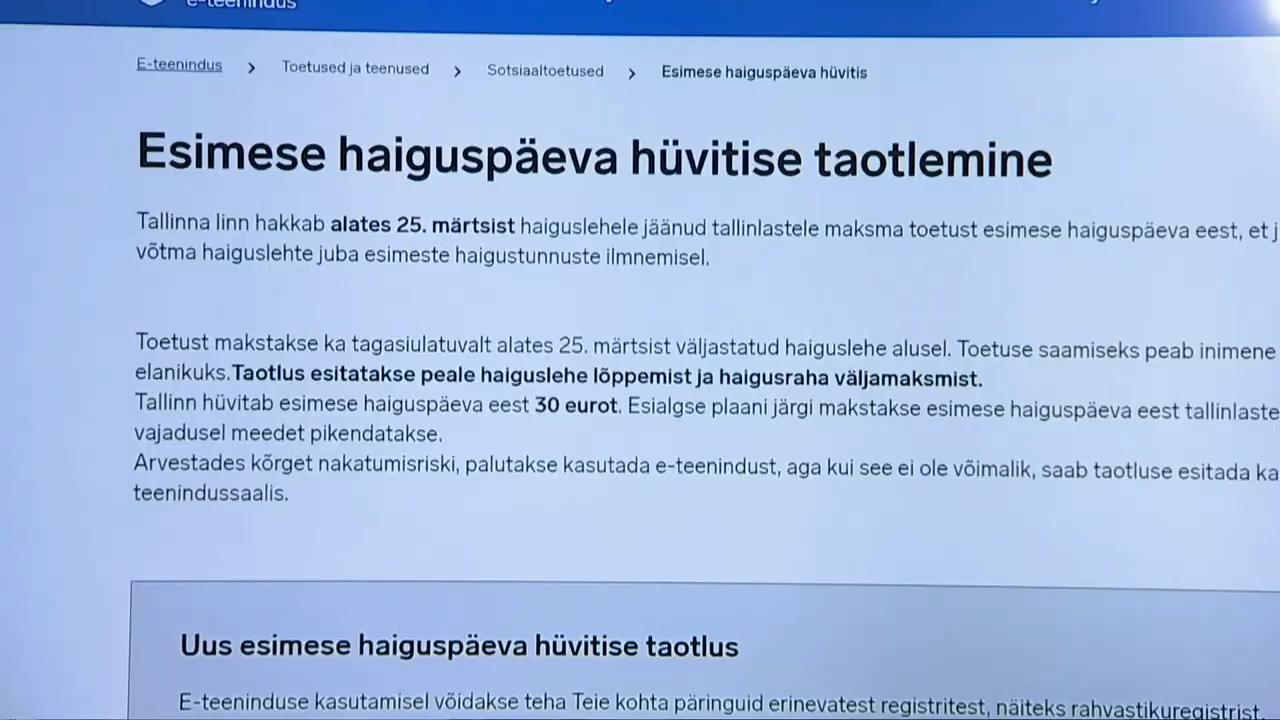 e-teenindus
E-teenindus > Toetused ja teenused > Sotsiaaltoetused > Esimese haiguspäeva hüvitis
Esimese haiguspäeva hüvitise taotlemine
Tallinna linn hakkab alates 25. märtsist haiguslehele jäänud tallinlastele maksma toetust esimese haiguspäeva eest, et
võtma haiguslehte juba esimeste haigustunnuste ilmnemisel.
Toetust makstakse ka tagasiulatuvalt alates 25. märtsist väljastatud haiguslehe alusel. Toetuse saamiseks peab inimene
elanikuks.Taotlus esitatakse peale haiguslehe lõppemist ja haigusraha väljamaksmist.
Tallinn hüvitab esimese haiguspäeva eest 30 eurot. Esialgse plaani järgi makstakse esimese haiguspäeva eest tallinlaste
vajadusel meedet pikendatakse.
Arvestades kõrget nakatumisriski, palutakse kasutada e-teenindust, aga kui see ei ole võimalik, saab taotluse esitada ka
teenindussaalis.
Uus esimese haiguspäeva hüvitise taotlus
E-teeninduse kasutamisel võidakse teha Teie kohta päringuid erinevatest registritest, näiteks rahvastikuregistrist,